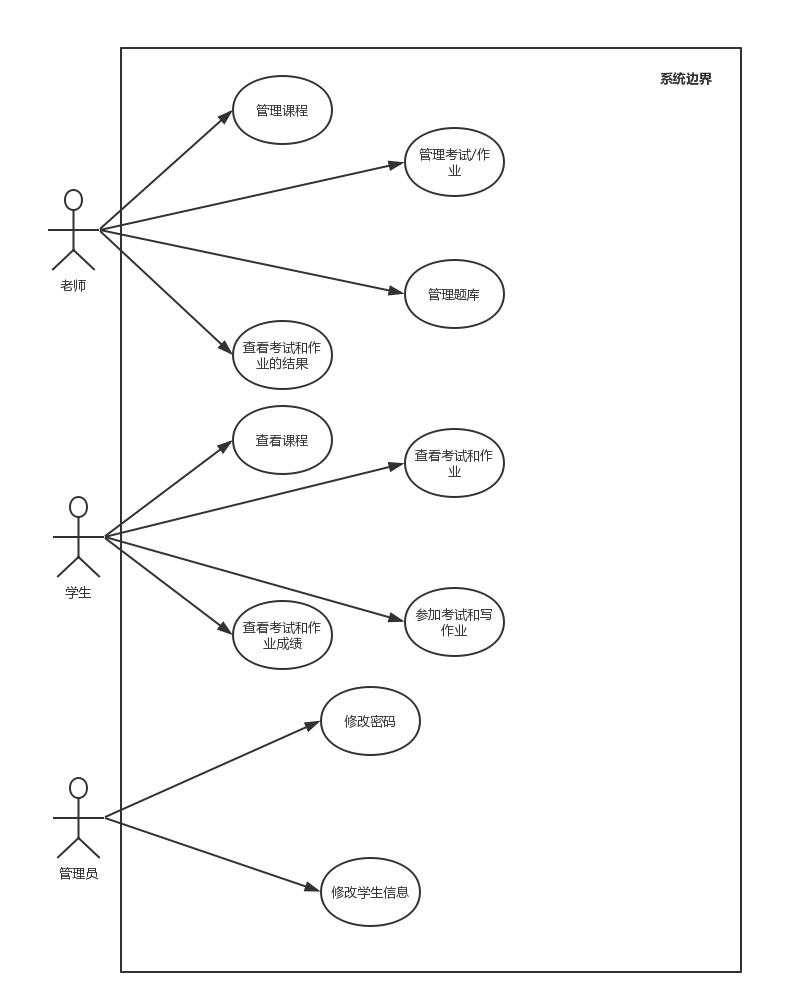 系统边界
管理课程
管理考试/作
业
老师
管理题库
查看考试和作
业的结果
查看课程
查看考试和作
业
学生
参加考试和写
作业
查看考试和作
业成绩
修改密码
管理员
修改学生信息